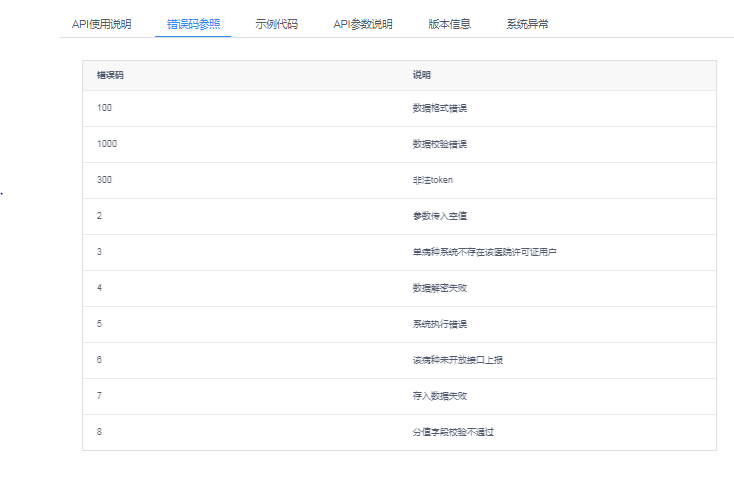 API使用说明 错误码参照 示例代码 API参数说明 版本信息 系统异常
错误码 说明
100 数据格式错误
1000 数据校验错误
300 非法token
2 参数传入空值
3 单病种系统不存在该医院许可证用户
4 数据解密失败
5 系统执行错误
6 该病种未开放接口上报
7 存入数据失败
8 分值字段校验不通过